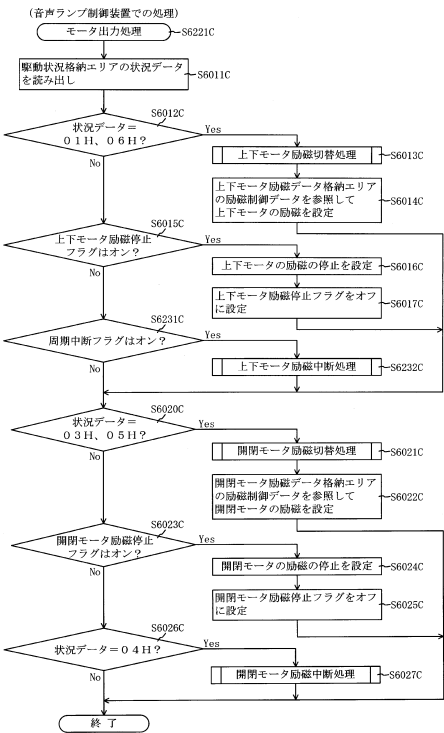 (音声ランプ制御装置での処理)
モータ出力処理
S6221C
駆動状況格納エリアの状況データ
を読み出し
S6011C
S6012C
状況データ=
01H、06H?
Yes
No
上下モータ励磁切替処理
S6013C
上下モータ励磁データ格納エリア
の励磁制御データを参照して
上下モータの励磁を設定
S6014C
S6015C
上下モータ励磁停止
フラグはオン?
Yes
No
上下モータの励磁の停止を設定
S6016C
上下モータ励磁停止フラグをオフ
に設定
S6017C
S6231C
周期中断フラグはオン?
Yes
No
上下モータ励磁中断処理
S6232C
S6020C
状況データ=
03H、05H?
Yes
No
開閉モータ励磁切替処理
S6021C
開閉モータ励磁データ格納エリア
の励磁制御データを参照して
開閉モータの励磁を設定
S6022C
S6023C
開閉モータ励磁停止
フラグはオン?
Yes
No
開閉モータの励磁の停止を設定
S6024C
開閉モータ励磁停止フラグをオフ
に設定
S6025C
S6026C
状況データ=04H?
Yes
No
開閉モータ励磁中断処理
S6027C
終了